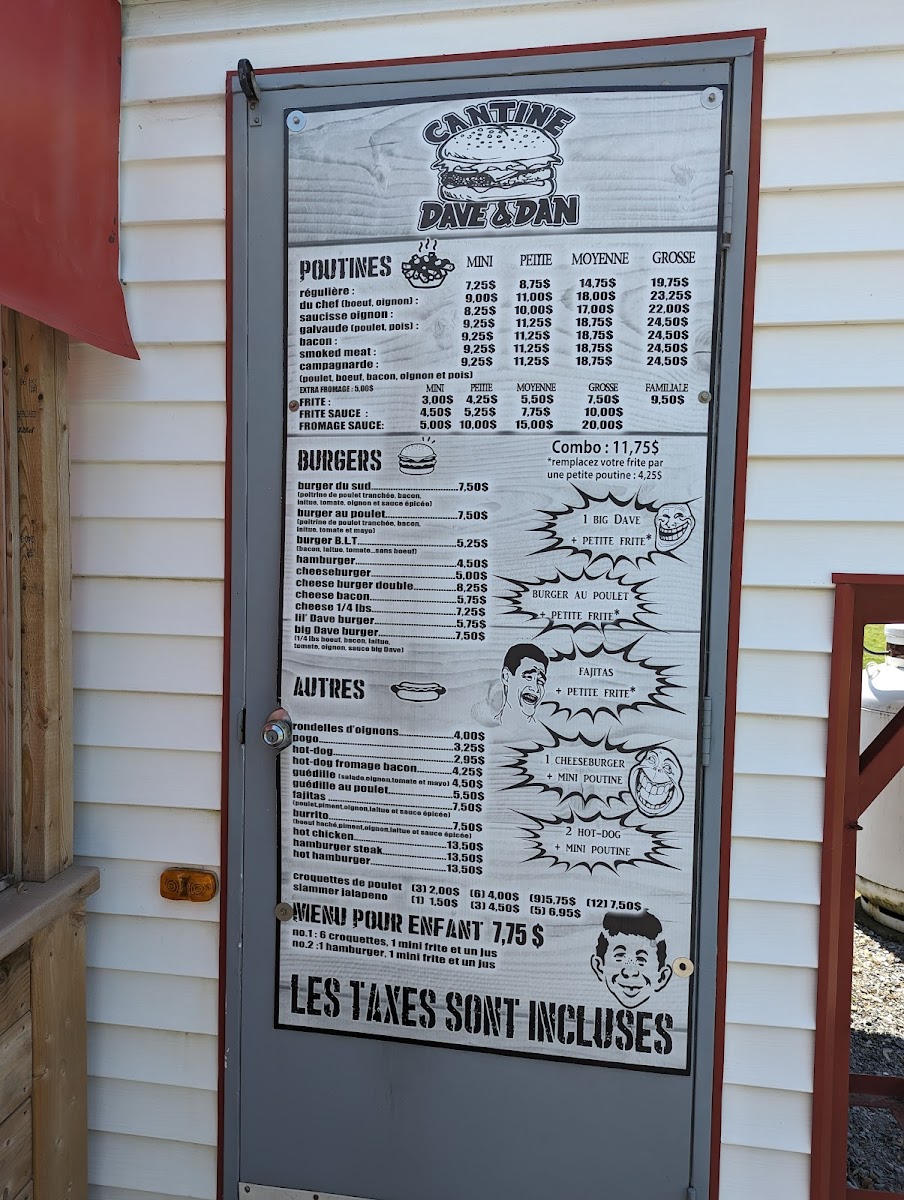 CANTINE
DAVE & DAN
POUTINES MINI PETITE MOYENNE GROSSE
régulière : 7,25$ 8,75$ 14,75$ 19,75$
du chef (boeuf, oignon) : 9,00$ 11,00$ 18,00$ 23,25$
saucisse oignon : 8,25$ 10,00$ 17,00$ 22,00$
galvaude (poulet, pois) : 9,25$ 11,25$ 18,75$ 24,50$
bacon : 9,25$ 11,25$ 18,75$ 24,50$
smoked meat : 9,25$ 11,25$ 18,75$ 24,50$
campagnarde : 9,25$ 11,25$ 18,75$ 24,50$
(poulet, boeuf, bacon, oignon et pois)
EXTRA FROMAGE : 5,00$ MINI PETITE MOYENNE GROSSE FAMILIALE
FRITE : 3,00$ 4,25$ 5,50$ 7,50$ 9,50$
FRITE SAUCE : 4,50$ 5,25$ 7,75$ 10,00$
FROMAGE SAUCE: 5,00$ 10,00$ 15,00$ 20,00$
BURGERS
burger du sud 7,50$
(poitrine de poulet tranchée, bacon,
laitue, tomate, oignon et sauce épicée)
burger au poulet 7,50$
(poitrine de poulet tranchée, bacon,
laitue, tomate et mayo)
burger B.L.T 5,25$
(bacon, laitue, tomate...sans boeuf)
hamburger 4,50$
cheeseburger 5,00$
cheese burger double 8,25$
cheese bacon 5,75$
cheese 1/4 lbs 7,25$
lil' Dave burger 5,75$
big Dave burger 7,50$
(1/4 lbs boeuf, bacon, laitue,
tomate, oignon, sauce big Dave)
Combo : 11,75$
*remplacez votre frite par
une petite poutine : 4,25$
1 BIG DAVE
+ PETITE FRITE*
BURGER AU POULET
+ PETITE FRITE*
FAJITAS
+ PETITE FRITE*
1 CHEESEBURGER
+ MINI POUTINE
2 HOT-DOG
+ MINI POUTINE
AUTRES
rondelles d'oignons 4,00$
pogo 3,25$
hot-dog 2,95$
hot-dog fromage bacon 4,25$
guédille (salade,oignon,tomate et mayo) 4,50$
guédille au poulet 5,50$
fajitas 7,50$
(poulet,piment,oignon,laitue et sauce épicée)
burrito 7,50$
(boeuf haché,piment,oignon,laitue et sauce épicée)
hot chicken 13,50$
hamburger steak 13,50$
hot hamburger 13,50$
croquettes de poulet (3) 2,00$ (6) 4,00$ (9)5,75$ (12) 7,50$
slammer jalapeno (1) 1,50$ (3) 4,50$ (5) 6,95$
MENU POUR ENFANT 7,75 $
no.1 : 6 croquettes, 1 mini frite et un jus
no.2 :1 hamburger, 1 mini frite et un jus
LES TAXES SONT INCLUSES